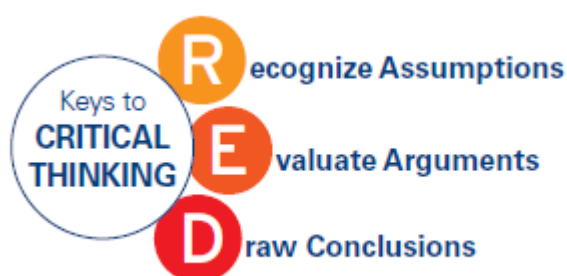 Keys to
CRITICAL
THINKING
Recognize Assumptions
Evaluate Arguments
Draw Conclusions